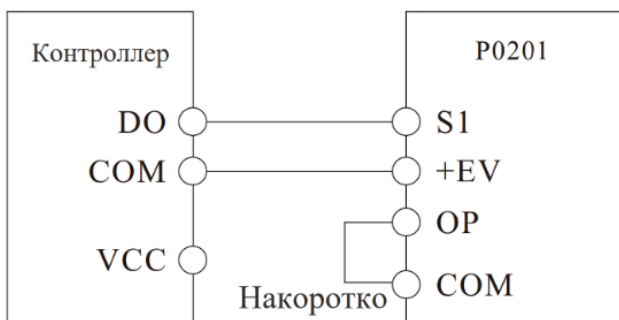 Контроллер
P0201
DO
S1
COM
+EV
OP
VCC
Накоротко
COM